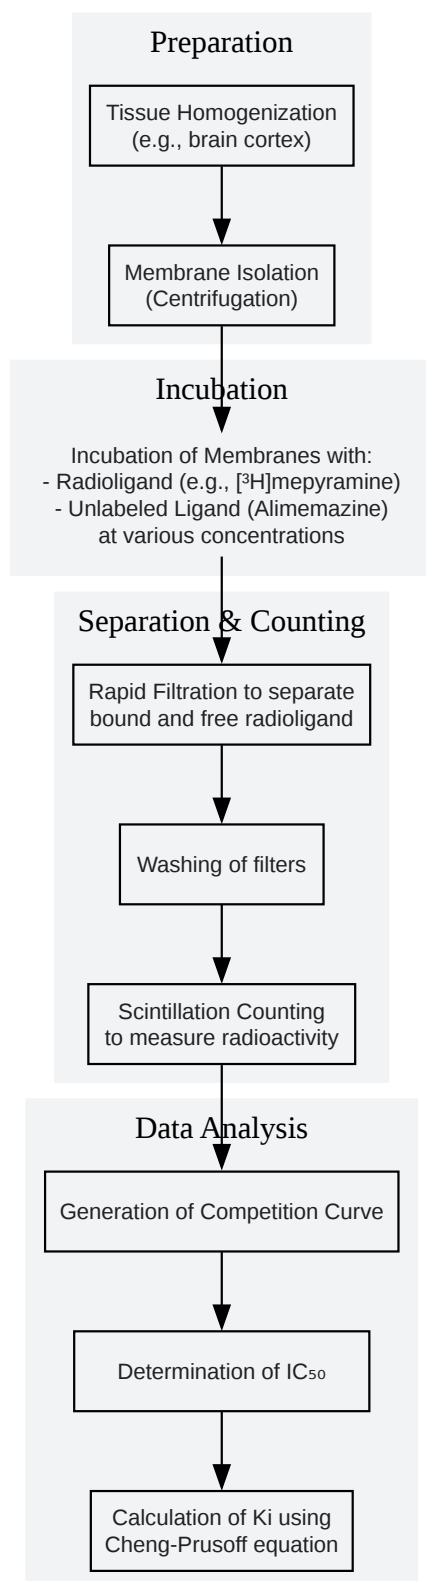 Preparation
Tissue Homogenization
(e.g., brain cortex)
Membrane Isolation
(Centrifugation)
Incubation
Incubation of Membranes with:
- Radioligand (e.g., [³H]mepyramine)
- Unlabeled Ligand (Alimemazine)
at various concentrations
Separation & Counting
Rapid Filtration to separate
bound and free radioligand
Washing of filters
Scintillation Counting
to measure radioactivity
Data Analysis
Generation of Competition Curve
Determination of IC₅₀
Calculation of Ki using
Cheng-Prusoff equation